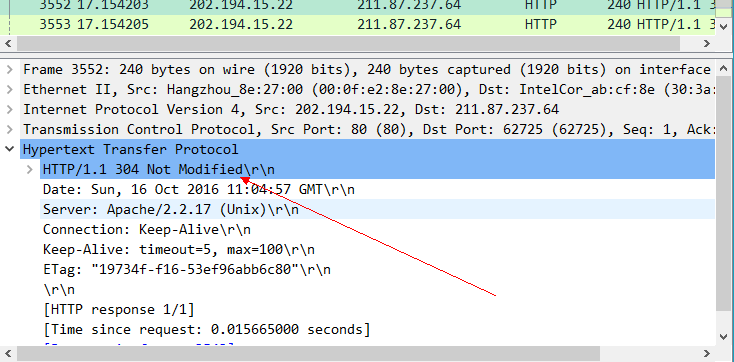 3552 17.154203 202.194.15.22 211.87.237.64 HTTP 240 HTTP/1.1 3
3553 17.154205 202.194.15.22 211.87.237.64 HTTP 240 HTTP/1.1 3
Frame 3552: 240 bytes on wire (1920 bits), 240 bytes captured (1920 bits) on interface
Ethernet II, Src: Hangzhou_8e:27:00 (00:0f:e2:8e:27:00), Dst: IntelCor_ab:cf:8e (30:3a:
Internet Protocol Version 4, Src: 202.194.15.22, Dst: 211.87.237.64
Transmission Control Protocol, Src Port: 80 (80), Dst Port: 62725 (62725), Seq: 1, Ack:
Hypertext Transfer Protocol
HTTP/1.1 304 Not Modified\r\n
Date: Sun, 16 Oct 2016 11:04:57 GMT\r\n
Server: Apache/2.2.17 (Unix)\r\n
Connection: Keep-Alive\r\n
Keep-Alive: timeout=5, max=100\r\n
ETag: "19734f-f16-53ef96abb6c80"\r\n
\r\n
[HTTP response 1/1]
[Time since request: 0.015665000 seconds]